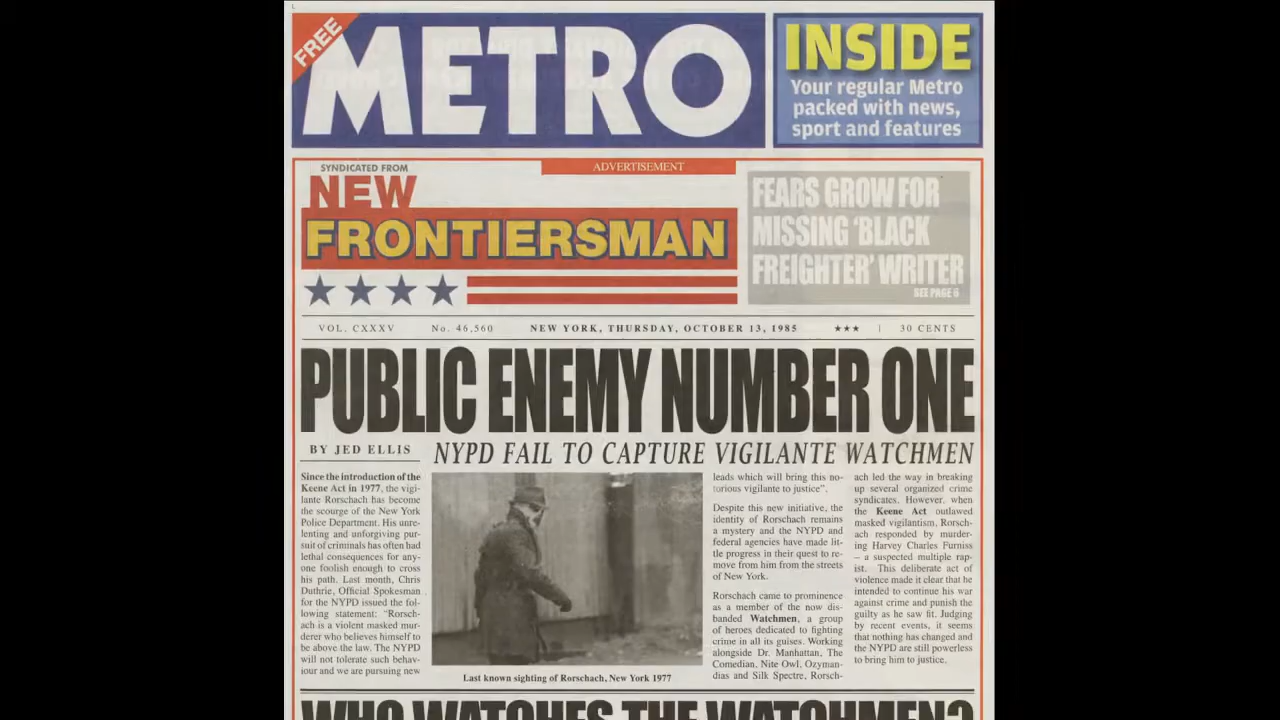 FREE
METRO
INSIDE
Your regular Metro
packed with news,
sport and features
ADVERTISEMENT
SYNDICATED FROM
NEW
FRONTIERSMAN
FEARS GROW FOR
MISSING 'BLACK
FREIGHTER' WRITER
SEE PAGE 6
VOL. CXXXV No. 46,560 NEW YORK, THURSDAY, OCTOBER 13, 1985 *** | 30 CENTS
PUBLIC ENEMY NUMBER ONE
BY JED ELLIS
NYPD FAIL TO CAPTURE VIGILANTE WATCHMEN
Since the introduction of the
Keene Act in 1977, the vigi-
lante Rorschach has become
the scourge of the New York
Police Department. His unre-
lenting and unforgiving pur-
suit of criminals has often had
lethal consequences for any-
one foolish enough to cross
his path. Last month, Chris
Duthrie, Official Spokesman
for the NYPD issued the fol-
lowing statement: "Rorsch-
ach is a violent masked mur-
derer who believes himself to
be above the law. The NYPD
will not tolerate such behav-
iour and we are pursuing new
Last known sighting of Rorschach, New York 1977
leads which will bring this no-
torious vigilante to justice".
Despite this new initiative, the
identity of Rorschach remains
a mystery and the NYPD and
federal agencies have made lit-
tle progress in their quest to re-
move from him from the streets
of New York.
Rorschach came to prominence
as a member of the now dis-
banded Watchmen, a group
of heroes dedicated to fighting
crime in all its guises. Working
alongside Dr. Manhattan, The
Comedian, Nite Owl, Ozyman-
dias and Silk Spectre, Rorsch-
ach led the way in breaking
up several organized crime
syndicates. However, when
the Keene Act outlawed
masked vigilantism, Rorsch-
ach responded by murder-
ing Harvey Charles Furniss
– a suspected multiple rap-
ist. This deliberate act of
violence made it clear that he
intended to continue his war
against crime and punish the
guilty as he saw fit. Judging
by recent events, it seems
that nothing has changed and
the NYPD are still powerless
to bring him to justice.
WHO WATCHES THE WATCHMEN?